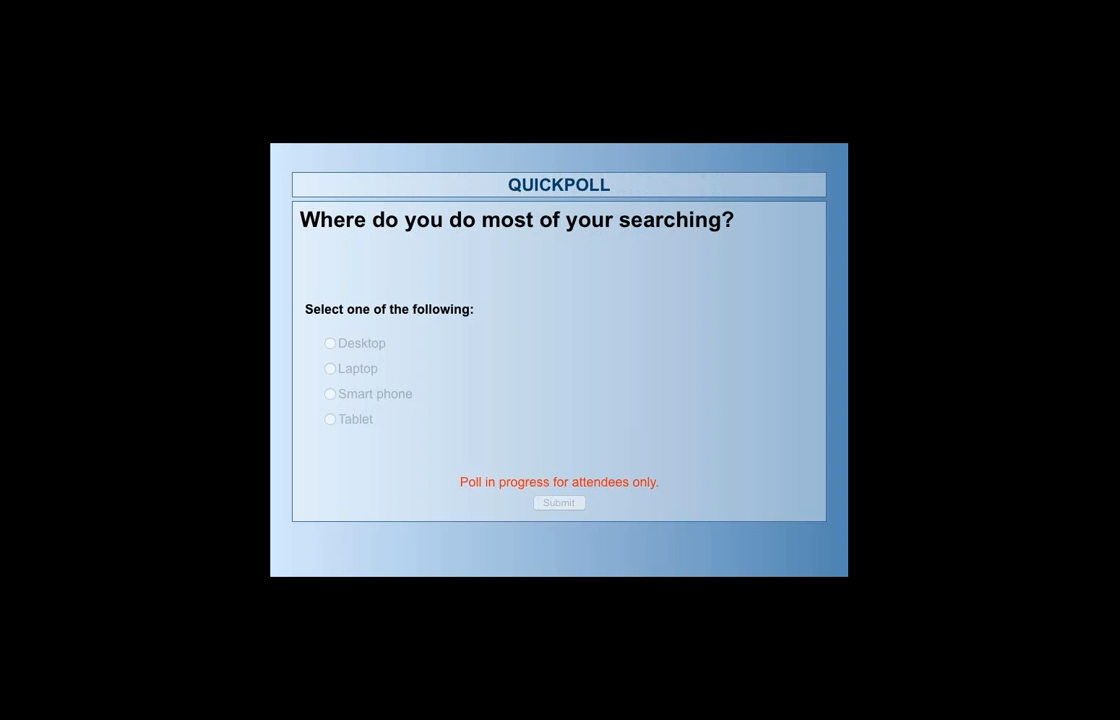 QUICKPOLL
Where do you do most of your searching?
Select one of the following:
Desktop
Laptop
Smart phone
Tablet
Poll in progress for attendees only.
Submit